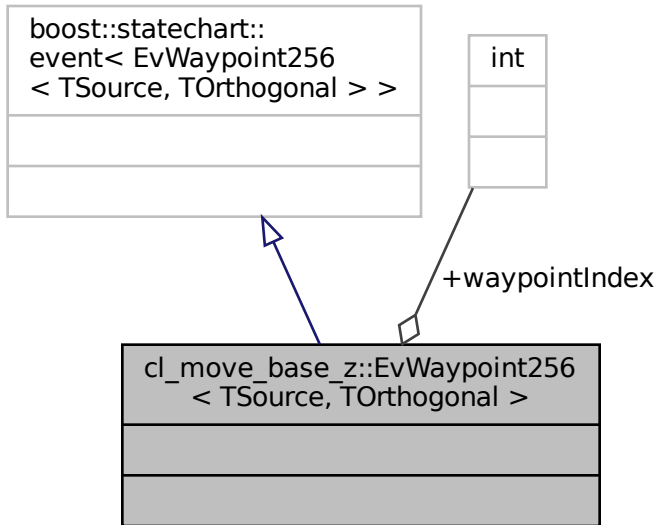 boost::statechart::
event< EvWaypoint256
< TSource, TOrthogonal > >
int
+waypointIndex
cl_move_base_z::EvWaypoint256
< TSource, TOrthogonal >